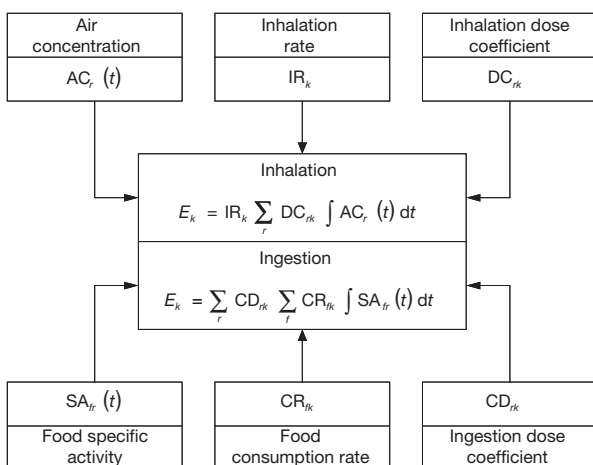 Air
concentration
AC_r (t)
Inhalation
rate
IR_k
Inhalation dose
coefficient
DC_rk
Inhalation
E_k = IR_k ∑_r DC_rk ∫ AC_r (t) dt
Ingestion
E_k = ∑_r CD_rk ∑_f CR_fk ∫ SA_fr (t) dt
SA_fr (t)
Food specific
activity
CR_fk
Food
consumption rate
CD_rk
Ingestion dose
coefficient